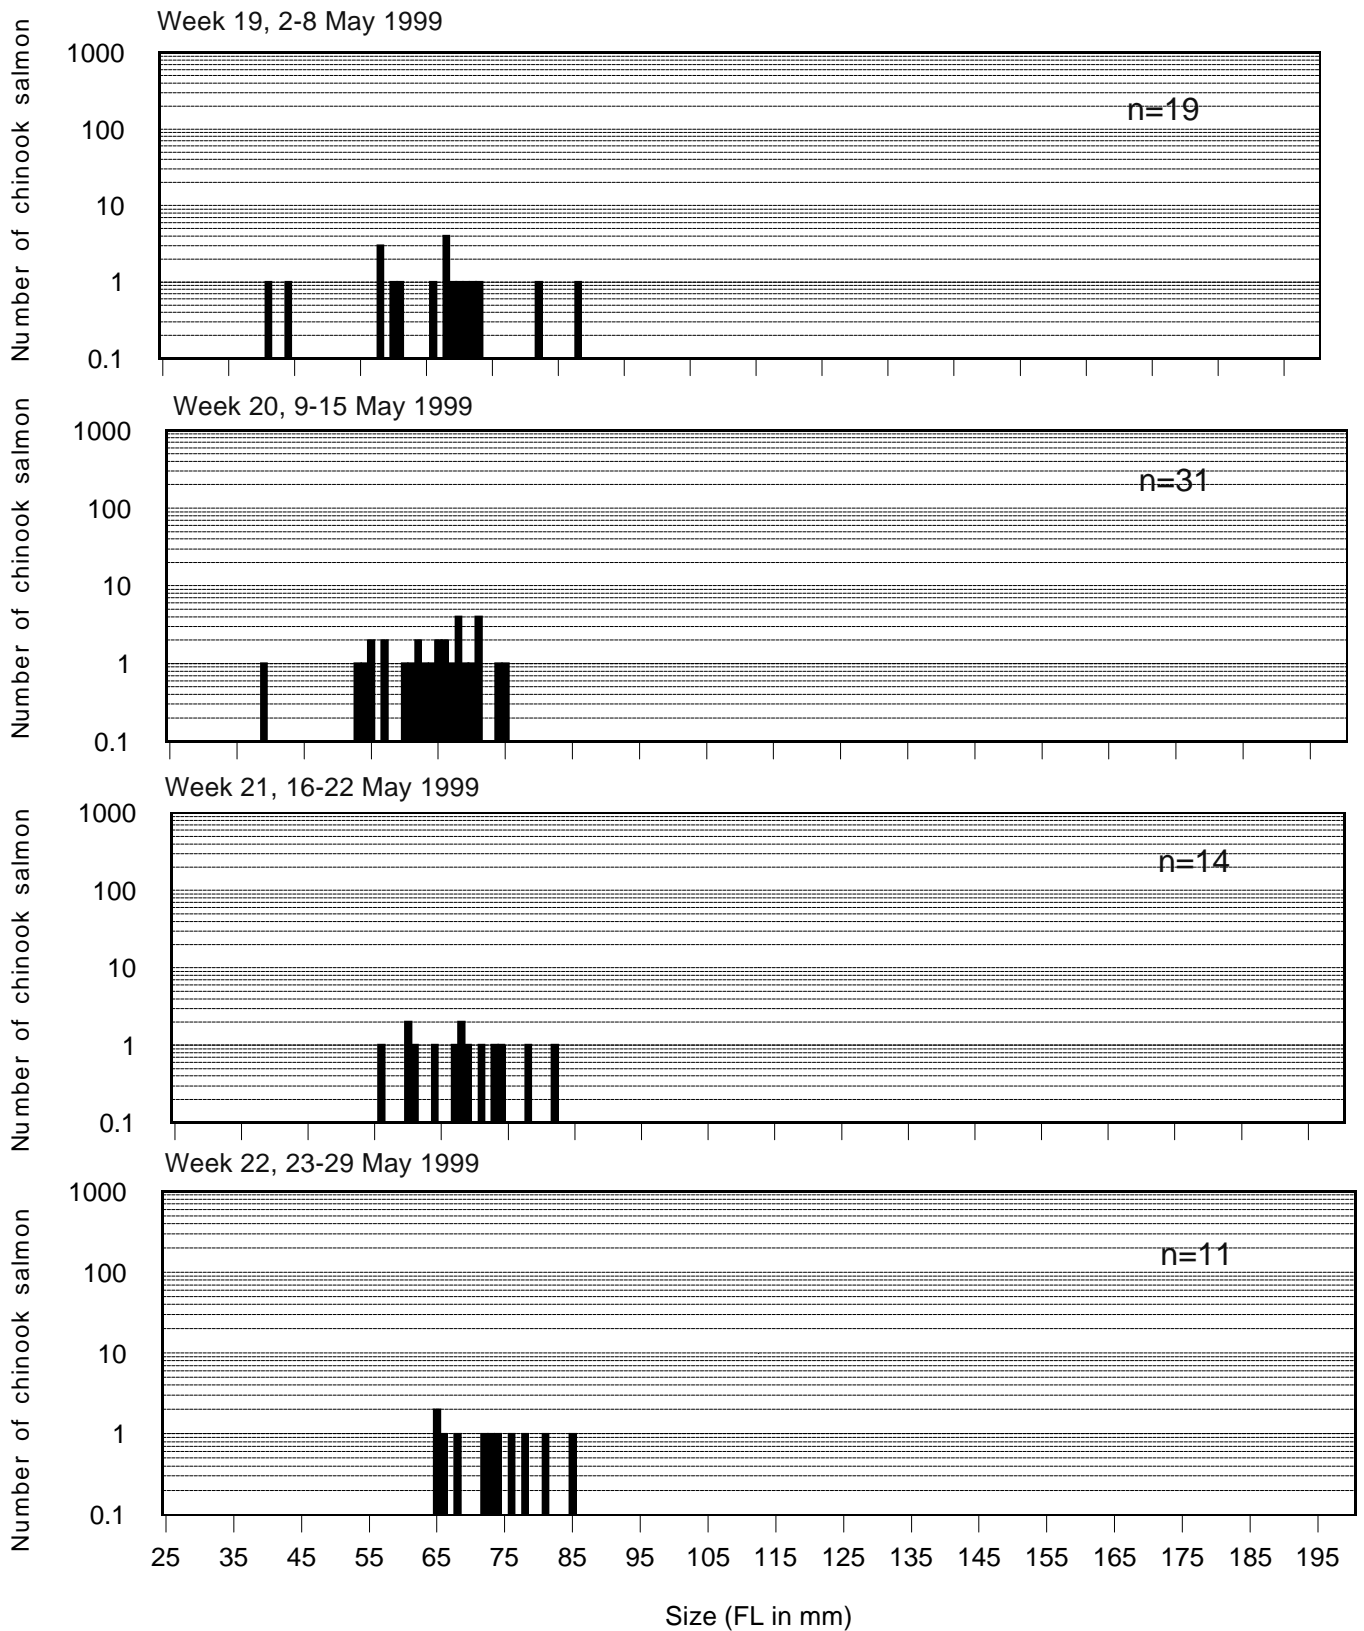 Week 19, 2-8 May 1999
Number of chinook salmon
1000
100
10
1
0.1
n=19
Week 20, 9-15 May 1999
Number of chinook salmon
1000
100
10
1
0.1
n=31
Week 21, 16-22 May 1999
Number of chinook salmon
1000
100
10
1
0.1
n=14
Week 22, 23-29 May 1999
Number of chinook salmon
1000
100
10
1
0.1
n=11
25 35 45 55 65 75 85 95 105 115 125 135 145 155 165 175 185 195
Size (FL in mm)